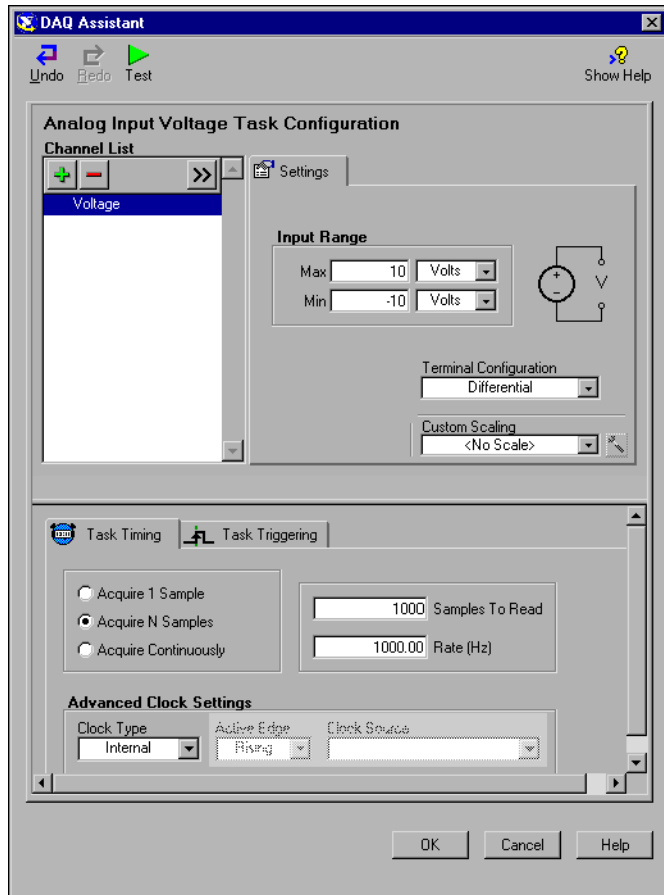 DAQ Assistant
Undo Redo Test Show Help
Analog Input Voltage Task Configuration
Channel List
Voltage
Settings
Input Range
Max 10 Volts
Min -10 Volts
V
Terminal Configuration
Differential
Custom Scaling
<No Scale>
Task Timing
Task Triggering
Acquire 1 Sample
Acquire N Samples
Acquire Continuously
1000 Samples To Read
1000.00 Rate (Hz)
Advanced Clock Settings
Clock Type Active Edge Clock Source
Internal Rising
OK Cancel Help